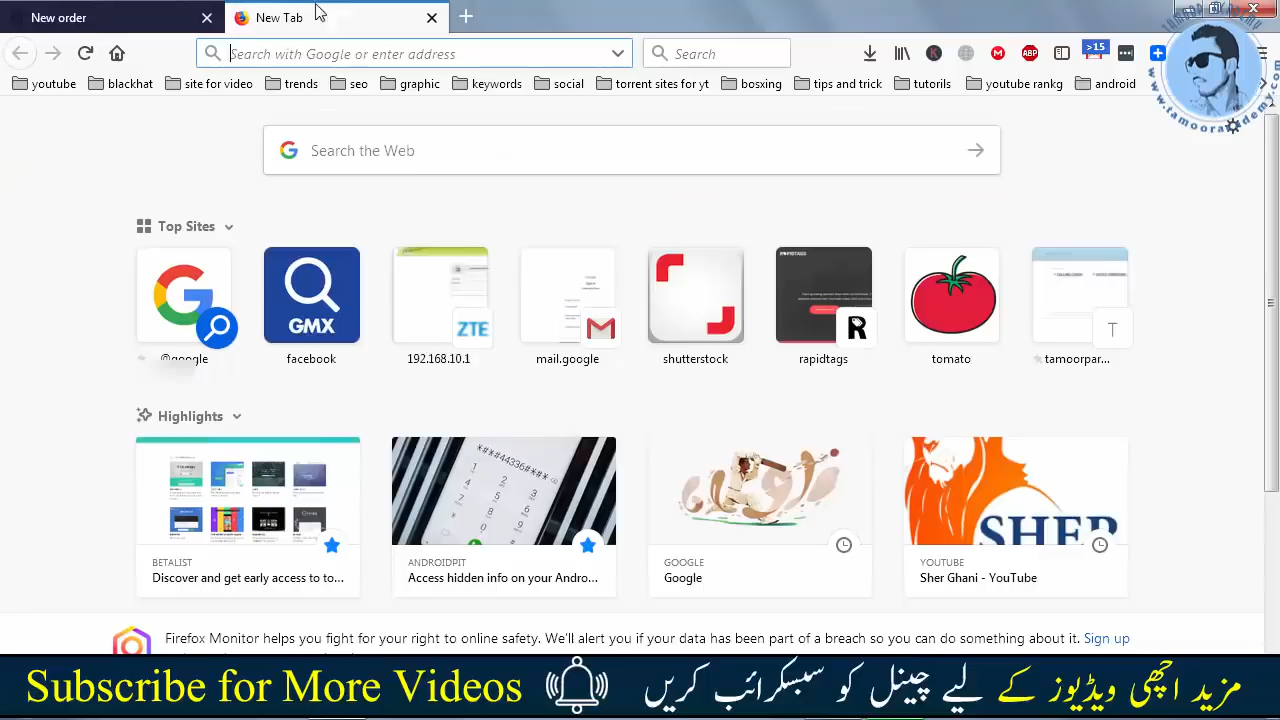 New order
New Tab
Search with Google or enter address
Search
ABP
>15
youtube
blackhat
site for video
trends
seo
graphic
keywords
social
torrent sites for yt
bosxing
tips and trick
tutorils
youtube rankg
android
Search the Web
Top Sites
GMX
ZTE
R
T
@google
facebook
192.168.10.1
mail.google
shutterstock
rapidtags
tomato
tamoorpar...
Highlights
*#*#44336#*#*
SHER
BETALIST
Discover and get early access to to...
ANDROIDPIT
Access hidden info on your Andro...
GOOGLE
Google
YOUTUBE
Sher Ghani - YouTube
Firefox Monitor helps you fight for your right to online safety. We'll alert you if your data has been part of a breach so you can do something about it. Sign up
Subscribe for More Videos
مزید اچھی ویڈیوز کے لیے چینل کو سبسکرائب کریں